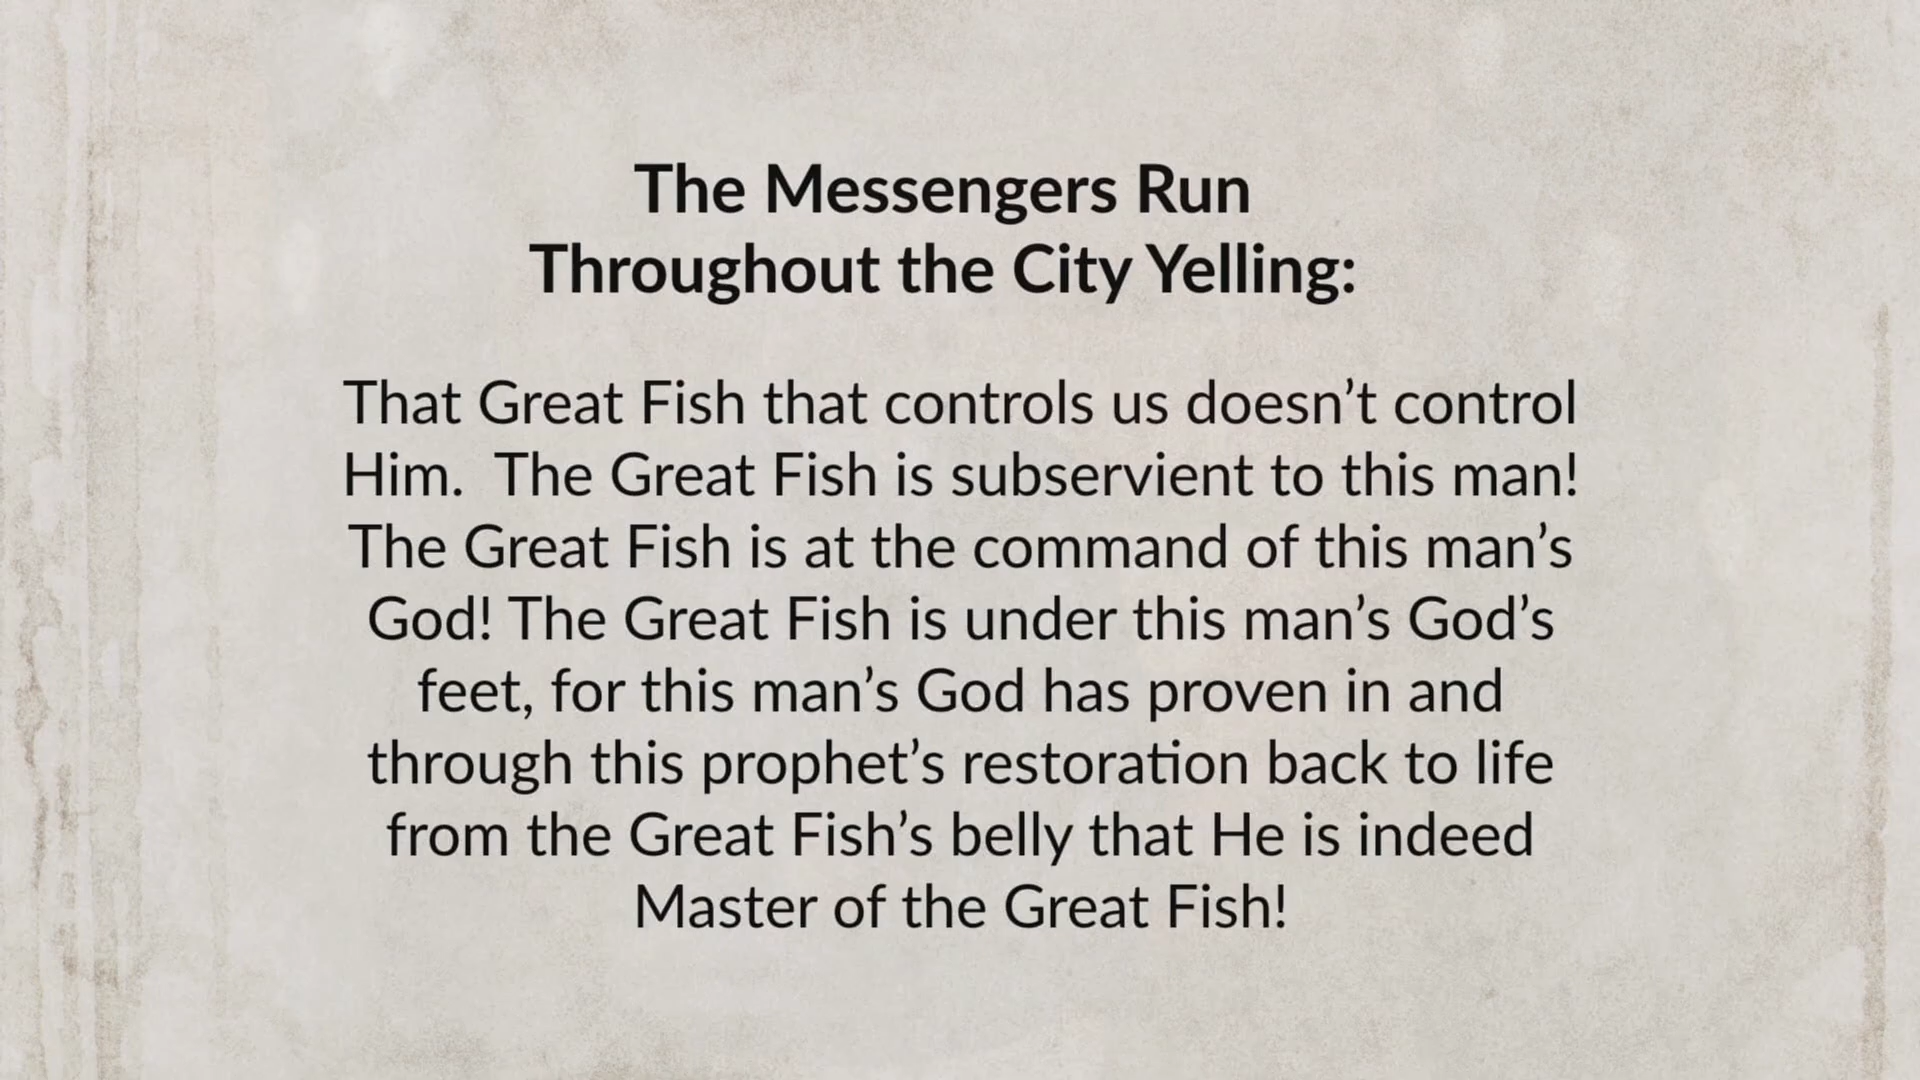 The Messengers Run
Throughout the City Yelling:
That Great Fish that controls us doesn’t control
Him.  The Great Fish is subservient to this man!
The Great Fish is at the command of this man’s
God! The Great Fish is under this man’s God’s
feet, for this man’s God has proven in and
through this prophet’s restoration back to life
from the Great Fish’s belly that He is indeed
Master of the Great Fish!